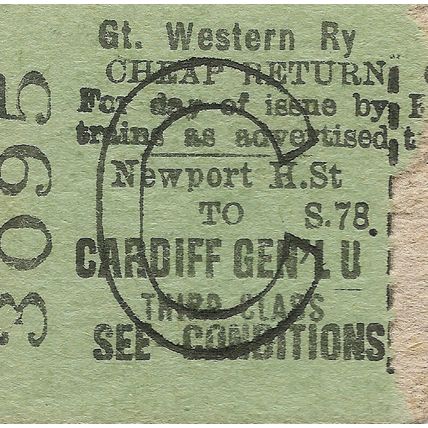 Gt. Western Ry
CHEAP RETURN
For day of issue by
trains as advertised
Newport H.St
TO S.78.
CARDIFF GEN'L U
THIRD CLASS
SEE CONDITIONS
C
3095